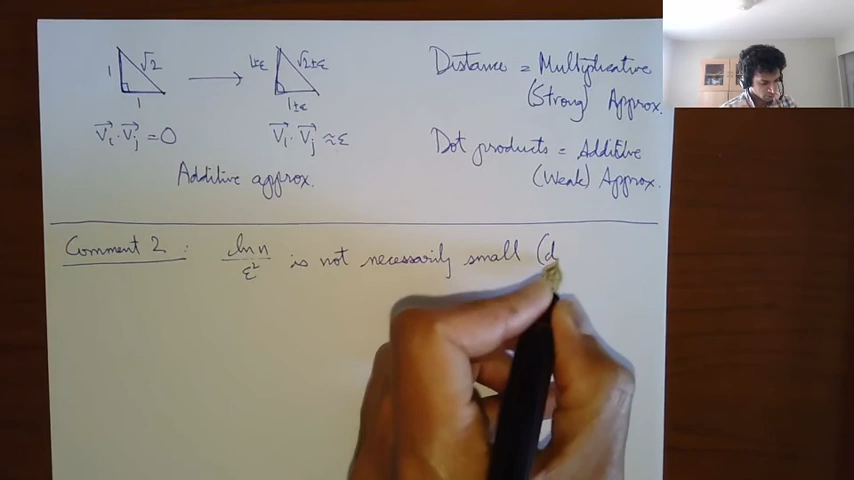 1 √2 1
1±ε √2±ε 1±ε
V⃗i · V⃗j = 0
V⃗i · V⃗j ≈ ε
Additive approx.
Distance = Multiplicative
(Strong) Approx.
Dot products = Additive
(Weak) Approx.
Comment 2 : ln n / ε² is not necessarily small (d